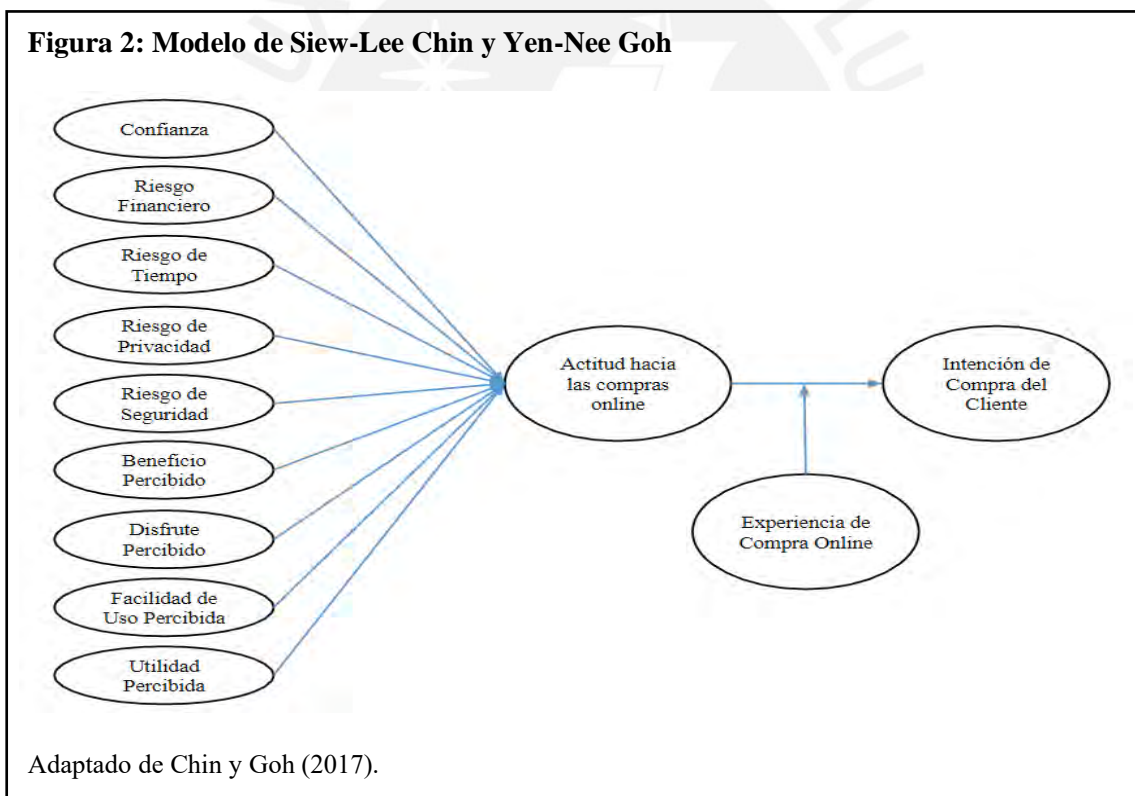 Figura 2: Modelo de Siew-Lee Chin y Yen-Nee Goh
Confianza
Riesgo
Financiero
Riesgo de
Tiempo
Riesgo de
Privacidad
Riesgo de
Seguridad
Beneficio
Percibido
Disfrute
Percibido
Facilidad de
Uso Percibida
Utilidad
Percibida
Actitud hacia
las compras
online
Intención de
Compra del
Cliente
Experiencia de
Compra Online
Adaptado de Chin y Goh (2017).